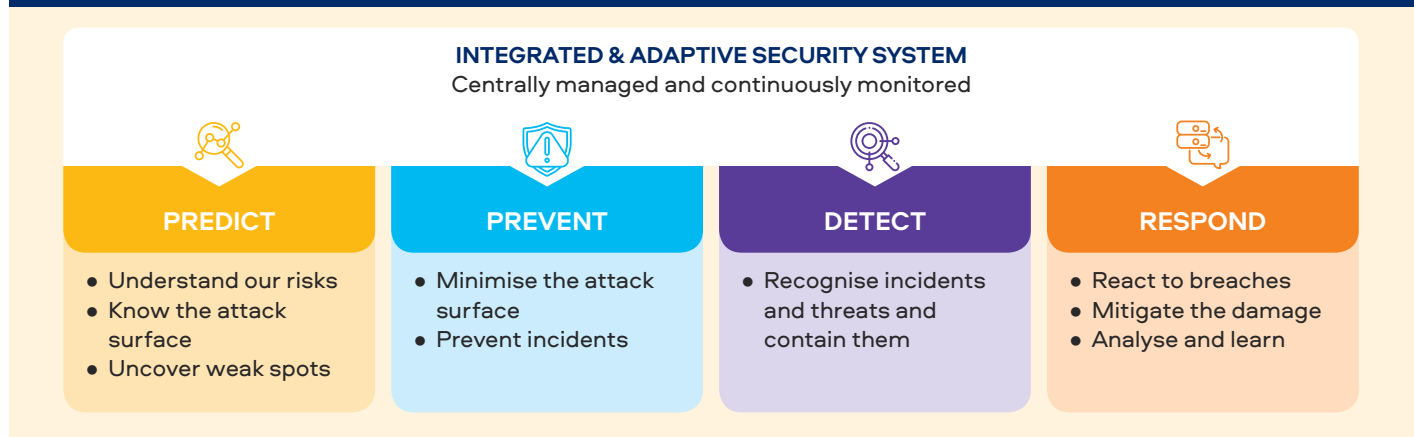 INTEGRATED & ADAPTIVE SECURITY SYSTEM
Centrally managed and continuously monitored
PREDICT
● Understand our risks
● Know the attack
surface
● Uncover weak spots
PREVENT
● Minimise the attack
surface
● Prevent incidents
DETECT
● Recognise incidents
and threats and
contain them
RESPOND
● React to breaches
● Mitigate the damage
● Analyse and learn